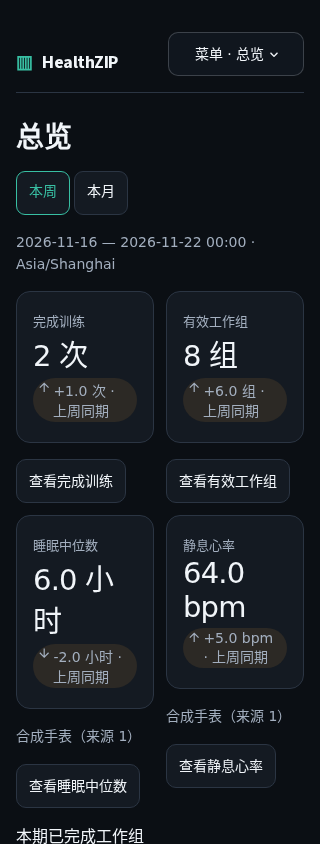 HealthZIP
菜单 · 总览
总览
本周
本月
2026-11-16 — 2026-11-22 00:00 ·
Asia/Shanghai
完成训练
2 次
↑ +1.0 次 ·
上周同期
有效工作组
8 组
↑ +6.0 组 ·
上周同期
查看完成训练
查看有效工作组
睡眠中位数
6.0 小
时
↓ -2.0 小时 ·
上周同期
静息心率
64.0
bpm
↑ +5.0 bpm
· 上周同期
合成手表（来源 1）
合成手表（来源 1）
查看睡眠中位数
查看静息心率
本期已完成工作组